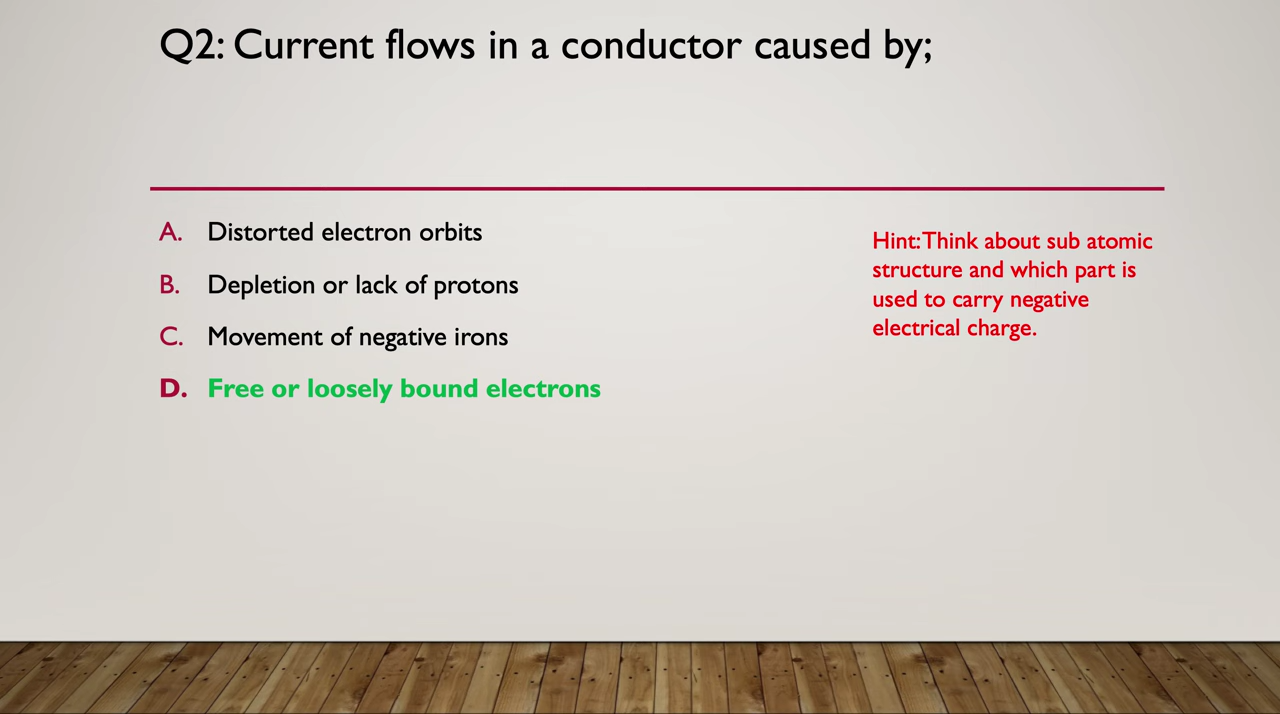 Q2: Current flows in a conductor caused by;
A. Distorted electron orbits
B. Depletion or lack of protons
C. Movement of negative irons
D. Free or loosely bound electrons
Hint: Think about sub atomic
structure and which part is
used to carry negative
electrical charge.